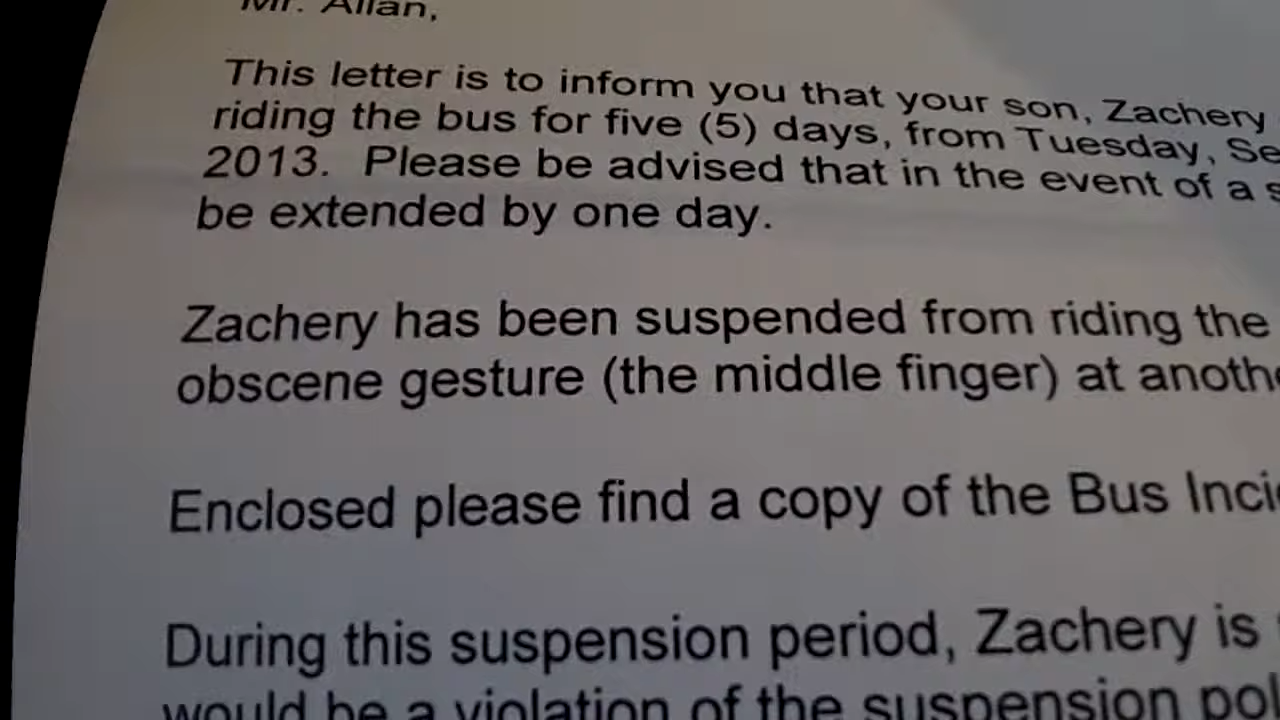 Mr. Allan,
This letter is to inform you that your son, Zachery
riding the bus for five (5) days, from Tuesday, Se
2013. Please be advised that in the event of a s
be extended by one day.
Zachery has been suspended from riding the
obscene gesture (the middle finger) at anothe
Enclosed please find a copy of the Bus Inci
During this suspension period, Zachery is
would be a violation of the suspension pol